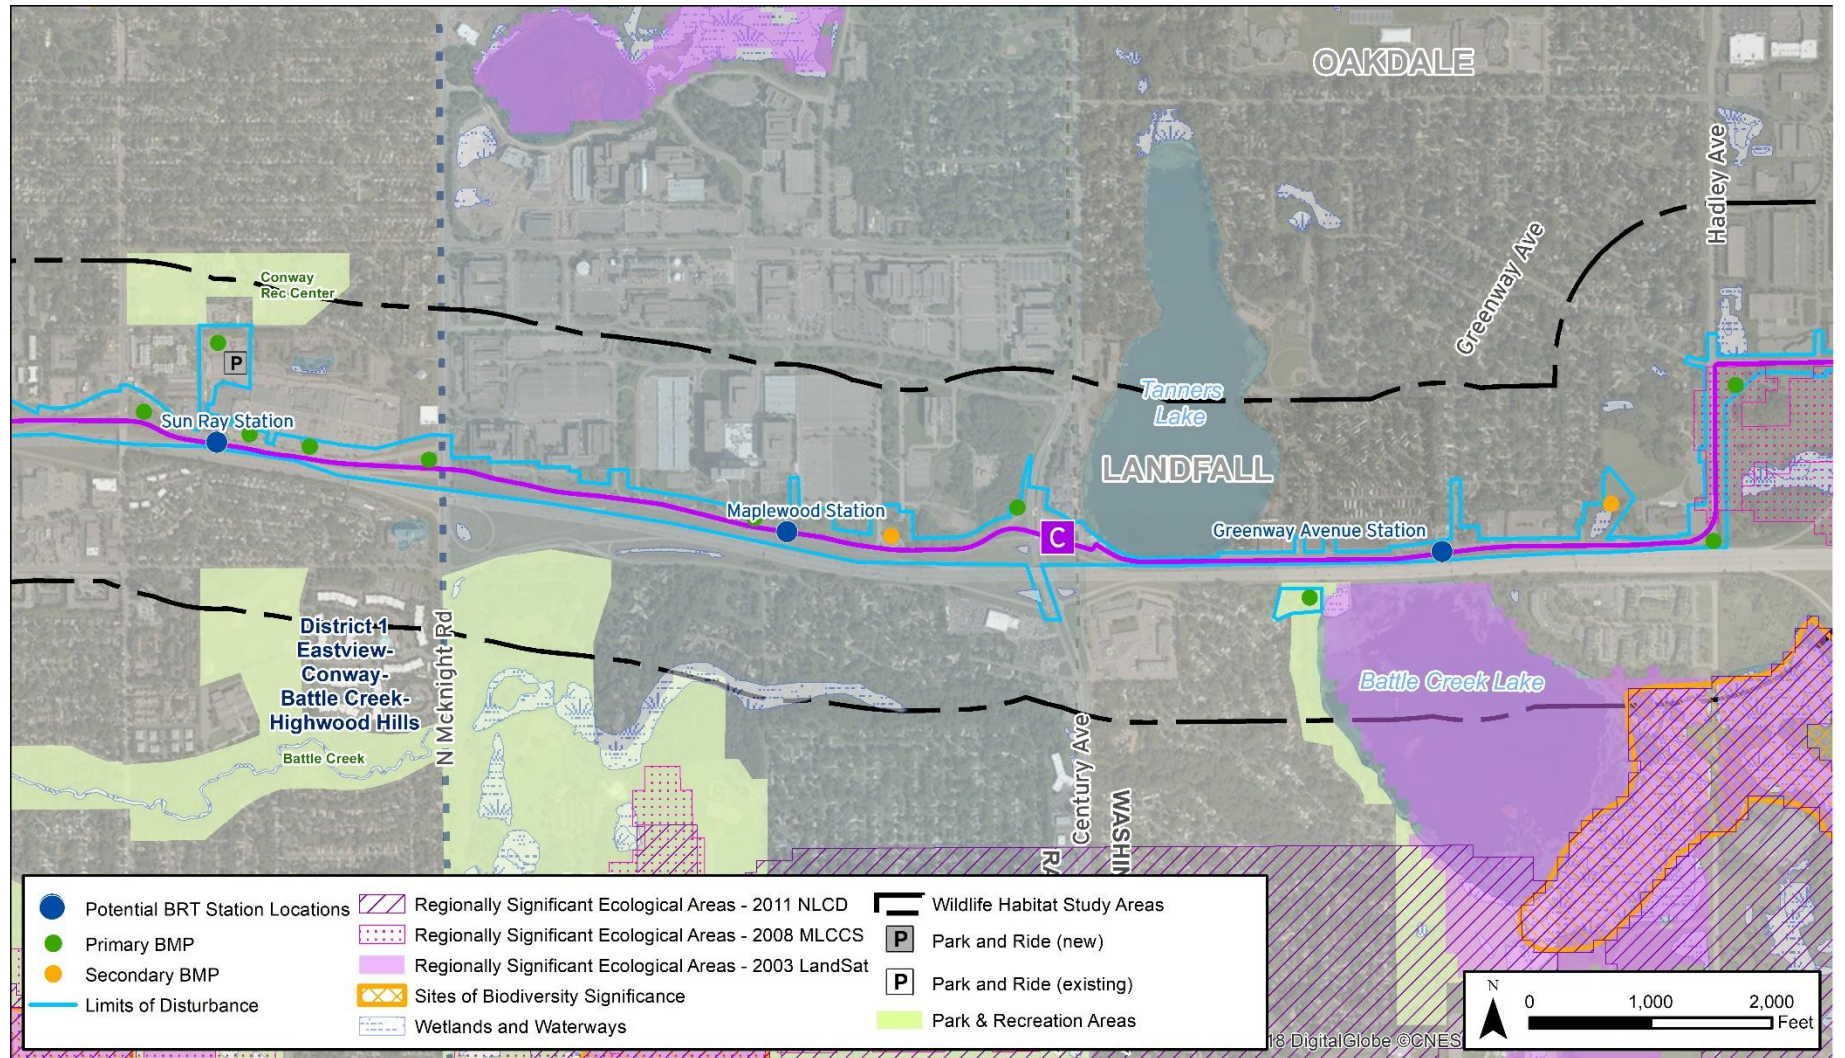 OAKDALE
Hadley Ave
Greenway Ave
Conway
Rec Center
P
Tanners
Lake
Sun Ray Station
LANDFALL
Maplewood Station
C
Greenway Avenue Station
District 1
Eastview-
Conway-
Battle Creek-
Highwood Hills
N Mcknight Rd
Battle Creek Lake
Battle Creek
Century Ave
Potential BRT Station Locations
Primary BMP
Secondary BMP
Limits of Disturbance
Regionally Significant Ecological Areas - 2011 NLCD
Regionally Significant Ecological Areas - 2008 MLCCS
Regionally Significant Ecological Areas - 2003 LandSat
Sites of Biodiversity Significance
Wetlands and Waterways
Wildlife Habitat Study Areas
P Park and Ride (new)
P Park and Ride (existing)
Park & Recreation Areas
N
0 1,000 2,000
Feet
18 DigitalGlobe ©CNES